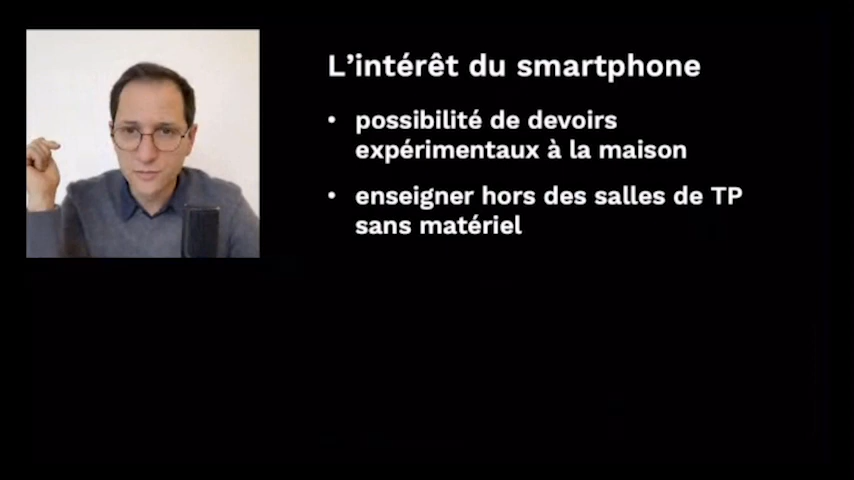 L’intérêt du smartphone
• possibilité de devoirs
expérimentaux à la maison
• enseigner hors des salles de TP
sans matériel